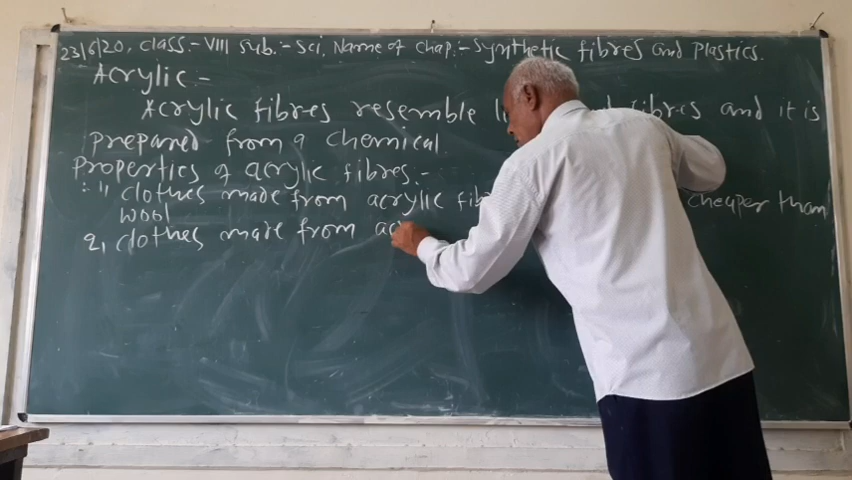 23/6/20, Class:- VIII Sub.:- Sci, Name of Chap.:- Synthetic fibres and Plastics.
Acrylic -
Acrylic fibres resemble fibres and it is
prepared from a chemical.
Properties of acrylic fibres:-
1, clothes made from acrylic cheaper than
wool
2, clothes made from